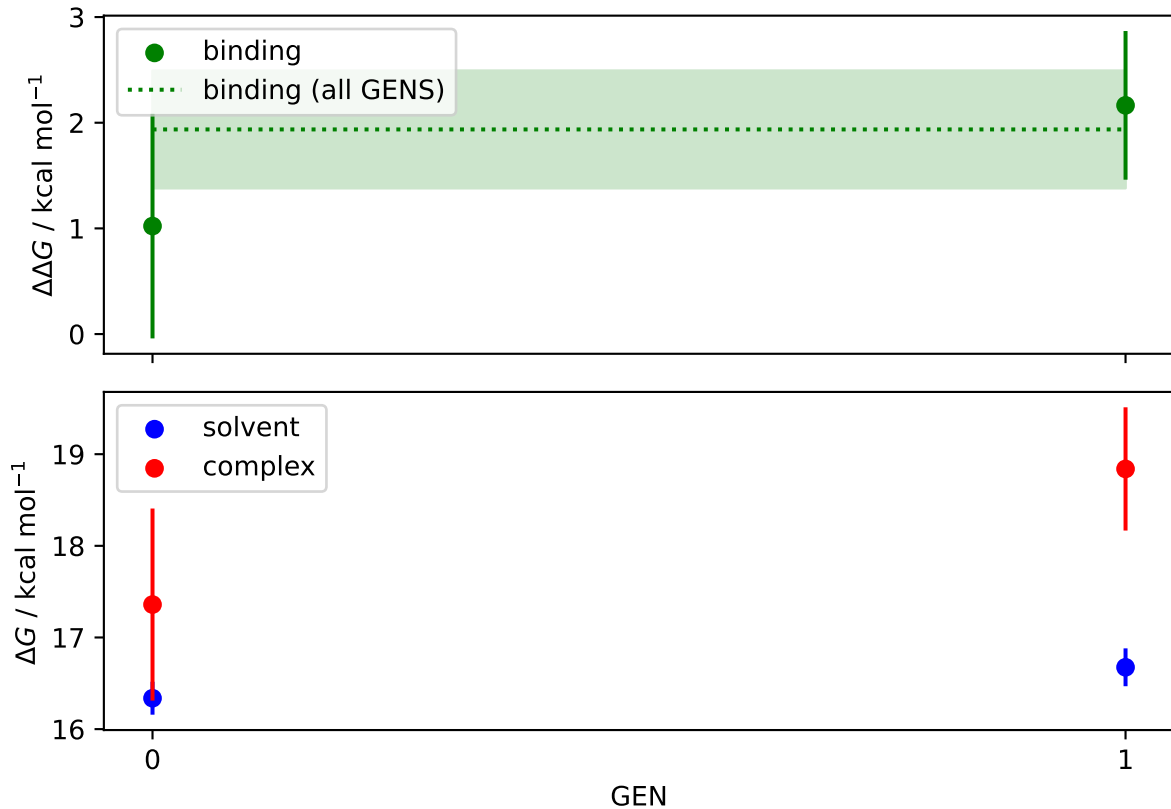 3
2
1
0
ΔΔG / kcal mol⁻¹
binding
binding (all GENS)
19
18
17
16
ΔG / kcal mol⁻¹
solvent
complex
0
1
GEN